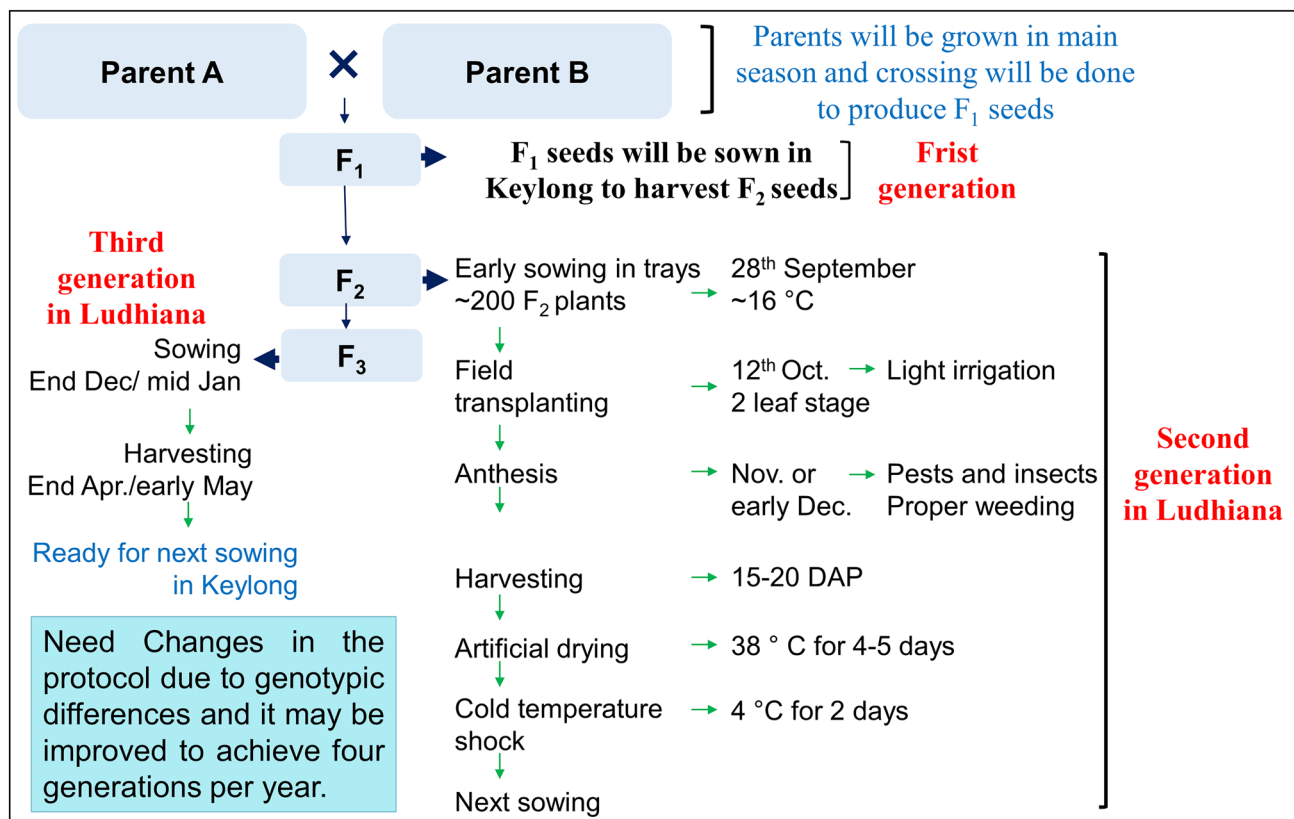 Parent A
×
Parent B
Parents will be grown in main
season and crossing will be done
to produce F₁ seeds
F₁
F₁ seeds will be sown in
Keylong to harvest F₂ seeds
Frist
generation
F₂
Early sowing in trays
~200 F₂ plants
28ᵗʰ September
~16 °C
Field
transplanting
12ᵗʰ Oct.
2 leaf stage
Light irrigation
Anthesis
Nov. or
early Dec.
Pests and insects
Proper weeding
Harvesting
15-20 DAP
Artificial drying
38 ° C for 4-5 days
Cold temperature
shock
4 °C for 2 days
Next sowing
Second
generation
in Ludhiana
F₃
Third
generation
in Ludhiana
Sowing
End Dec/ mid Jan
Harvesting
End Apr./early May
Ready for next sowing
in Keylong
Need Changes in the
protocol due to genotypic
differences and it may be
improved to achieve four
generations per year.